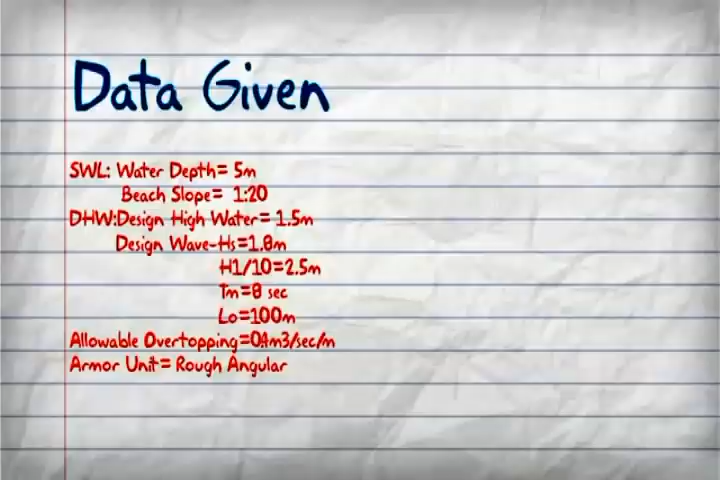 Data Given
SWL: Water Depth= 5m
Beach Slope= 1:20
DHW:Design High Water= 1.5m
Design Wave-Hs=1.8m
H1/10=2.5m
Tm=8 sec
Lo=100m
Allowable Overtopping=0.4m3/sec/m
Armor Unit= Rough Angular